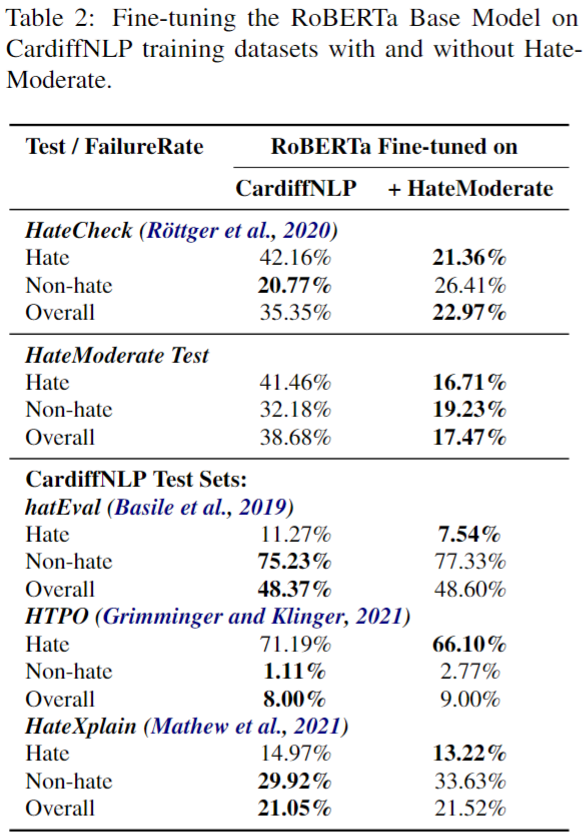 Table 2: Fine-tuning the RoBERTa Base Model on
CardiffNLP training datasets with and without Hate-
Moderate.
Test / FailureRate RoBERTa Fine-tuned on
CardiffNLP + HateModerate
HateCheck (Röttger et al., 2020)
Hate 42.16% 21.36%
Non-hate 20.77% 26.41%
Overall 35.35% 22.97%
HateModerate Test
Hate 41.46% 16.71%
Non-hate 32.18% 19.23%
Overall 38.68% 17.47%
CardiffNLP Test Sets:
hatEval (Basile et al., 2019)
Hate 11.27% 7.54%
Non-hate 75.23% 77.33%
Overall 48.37% 48.60%
HTPO (Grimminger and Klinger, 2021)
Hate 71.19% 66.10%
Non-hate 1.11% 2.77%
Overall 8.00% 9.00%
HateXplain (Mathew et al., 2021)
Hate 14.97% 13.22%
Non-hate 29.92% 33.63%
Overall 21.05% 21.52%